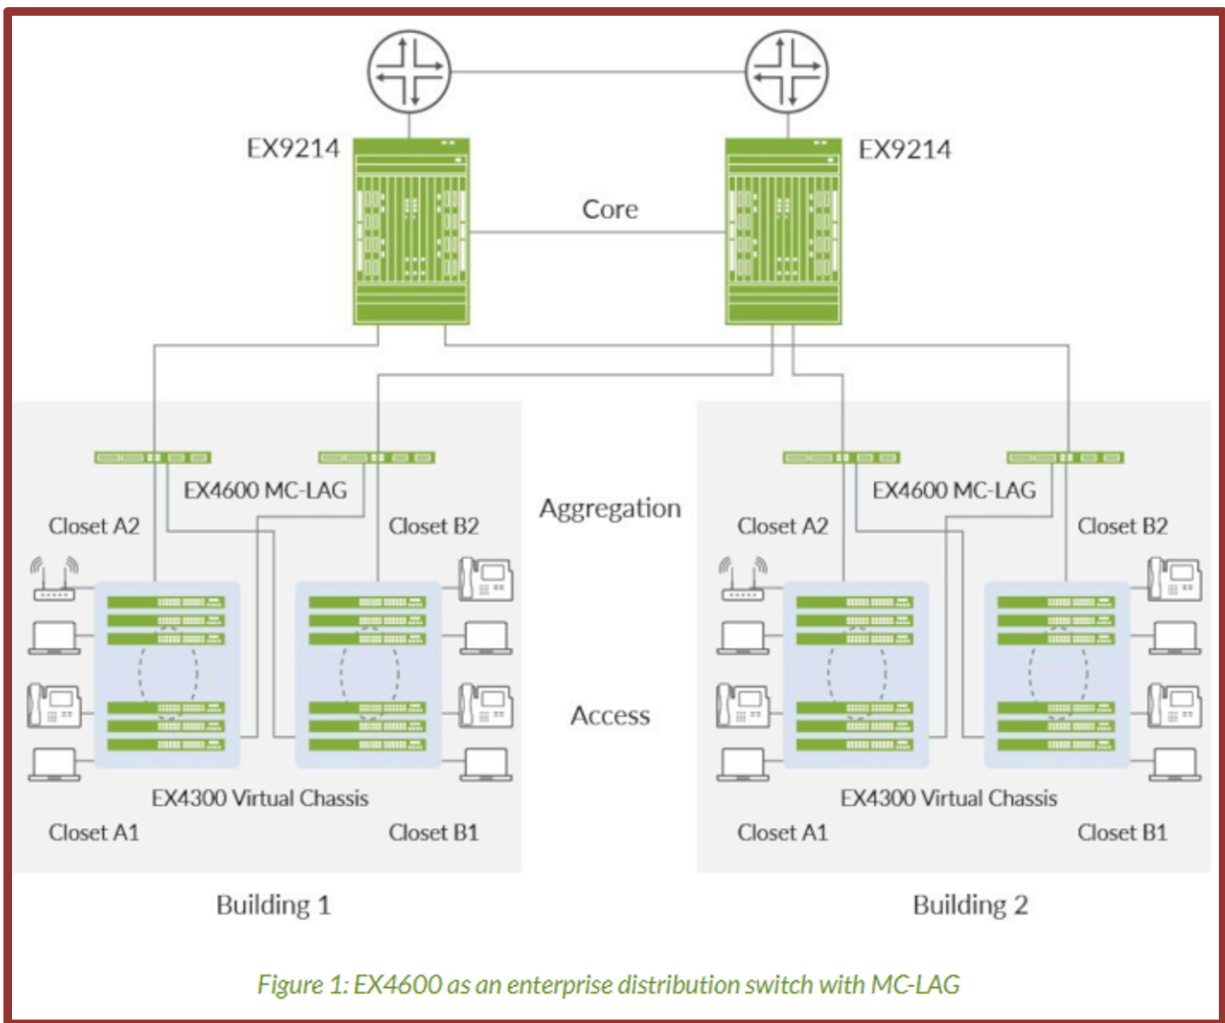 EX9214
EX9214
Core
EX4600 MC-LAG
Closet A2
Closet B2
Aggregation
EX4600 MC-LAG
Closet A2
Closet B2
Access
EX4300 Virtual Chassis
Closet A1
Closet B1
EX4300 Virtual Chassis
Closet A1
Closet B1
Building 1
Building 2
Figure 1: EX4600 as an enterprise distribution switch with MC-LAG